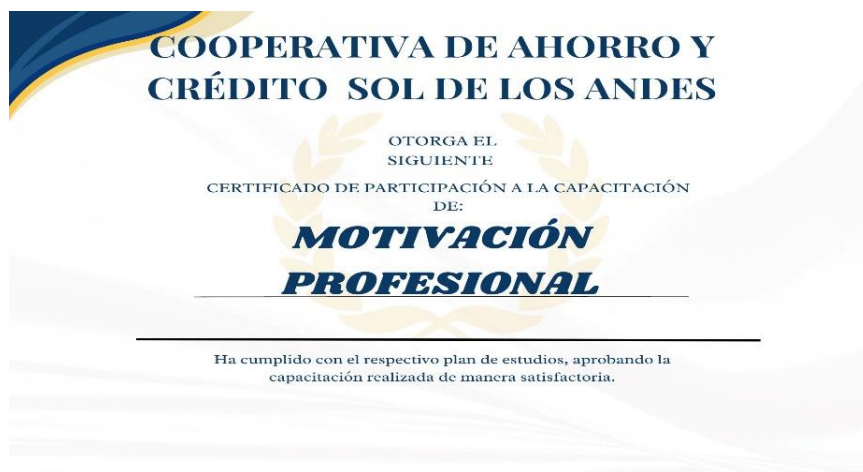 COOPERATIVA DE AHORRO Y
CRÉDITO SOL DE LOS ANDES
OTORGA EL
SIGUIENTE
CERTIFICADO DE PARTICIPACIÓN A LA CAPACITACIÓN
DE:
MOTIVACIÓN
PROFESIONAL
Ha cumplido con el respectivo plan de estudios, aprobando la
capacitación realizada de manera satisfactoria.